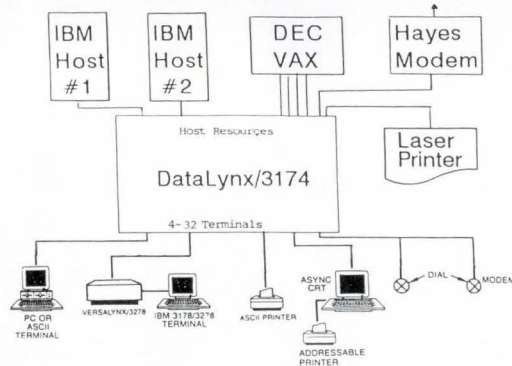 IBM
Host
#1
IBM
Host
#2
DEC
VAX
Hayes
Modem
Laser
Printer
Host Resources
DataLynx/3174
4-32 Terminals
PC OR
ASCII
TERMINAL
VERSALYNX/3278
IBM 3178/3278
TERMINAL
ASCII PRINTER
ASYNC
CRT
ADDRESSABLE
PRINTER
DIAL
MODEM